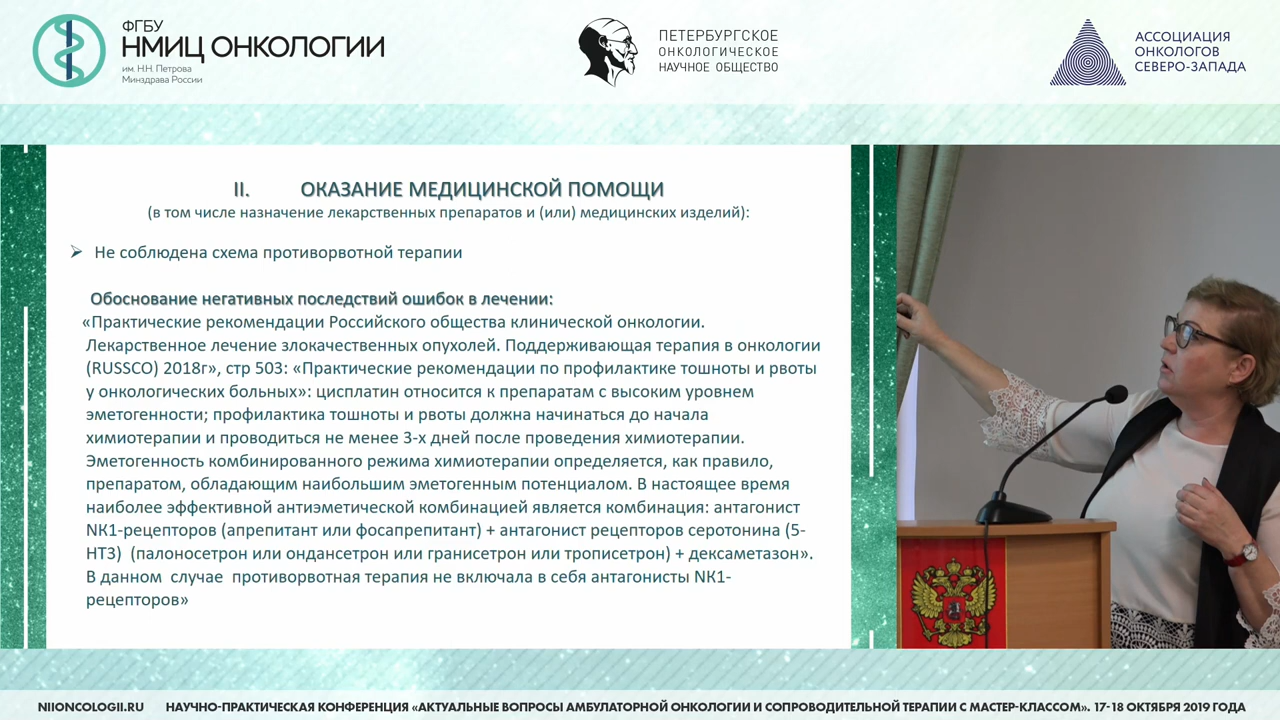 ФГБУ
НМИЦ ОНКОЛОГИИ
им. Н.Н. Петрова
Минздрава России
ПЕТЕРБУРГСКОЕ
ОНКОЛОГИЧЕСКОЕ
НАУЧНОЕ ОБЩЕСТВО
АССОЦИАЦИЯ
ОНКОЛОГОВ
СЕВЕРО-ЗАПАДА
II. ОКАЗАНИЕ МЕДИЦИНСКОЙ ПОМОЩИ
(в том числе назначение лекарственных препаратов и (или) медицинских изделий):
➢ Не соблюдена схема противорвотной терапии
Обоснование негативных последствий ошибок в лечении:
«Практические рекомендации Российского общества клинической онкологии.
Лекарственное лечение злокачественных опухолей. Поддерживающая терапия в онкологии
(RUSSCO) 2018г», стр 503: «Практические рекомендации по профилактике тошноты и рвоты
у онкологических больных»: цисплатин относится к препаратам с высоким уровнем
эметогенности; профилактика тошноты и рвоты должна начинаться до начала
химиотерапии и проводиться не менее 3-х дней после проведения химиотерапии.
Эметогенность комбинированного режима химиотерапии определяется, как правило,
препаратом, обладающим наибольшим эметогенным потенциалом. В настоящее время
наиболее эффективной антиэметической комбинацией является комбинация: антагонист
NK1-рецепторов (апрепитант или фосапрепитант) + антагонист рецепторов серотонина (5-
НТ3) (палоносетрон или ондансетрон или гранисетрон или трописетрон) + дексаметазон».
В данном случае противорвотная терапия не включала в себя антагонисты NK1-
рецепторов»
NIIONCOLOGII.RU НАУЧНО-ПРАКТИЧЕСКАЯ КОНФЕРЕНЦИЯ «АКТУАЛЬНЫЕ ВОПРОСЫ АМБУЛАТОРНОЙ ОНКОЛОГИИ И СОПРОВОДИТЕЛЬНОЙ ТЕРАПИИ С МАСТЕР-КЛАССОМ». 17-18 ОКТЯБРЯ 2019 ГОДА